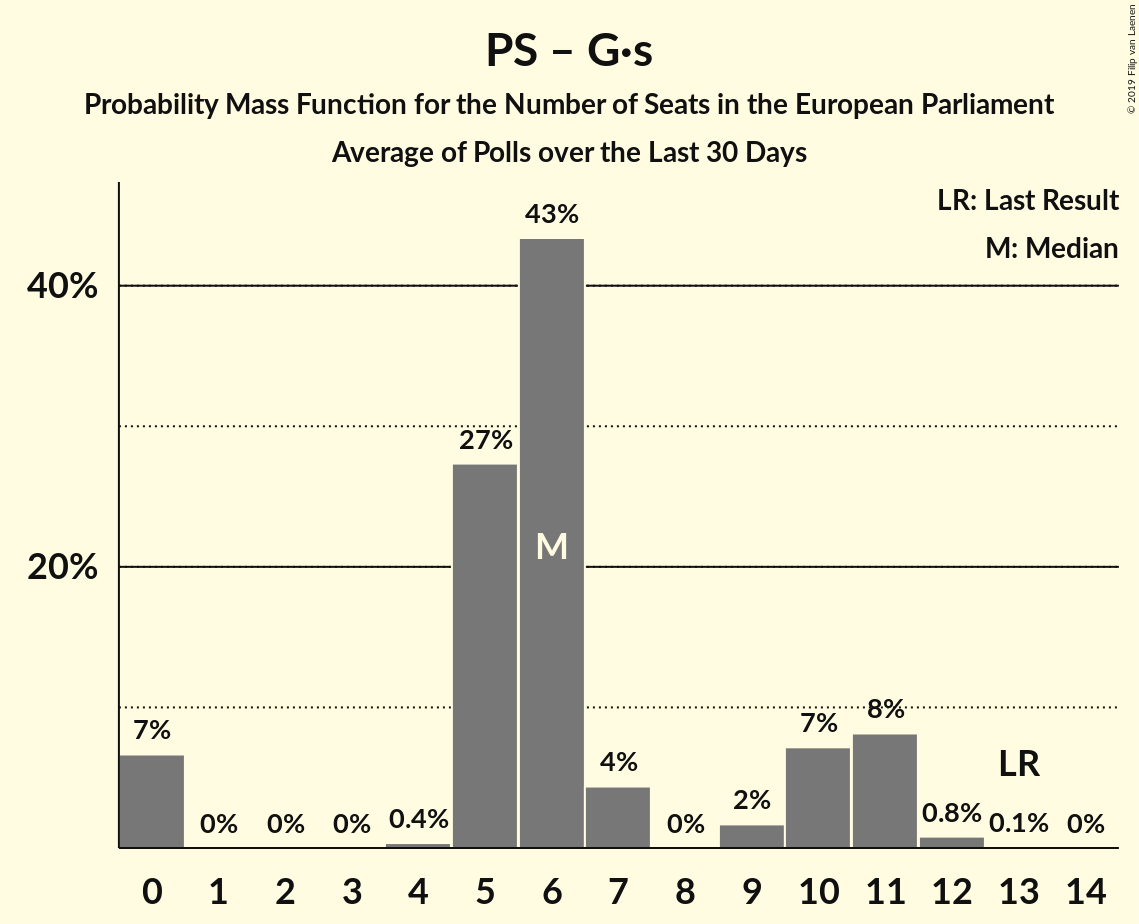 PS – G·s
Probability Mass Function for the Number of Seats in the European Parliament
Average of Polls over the Last 30 Days
© 2019 Filip van Laenen
LR: Last Result
M: Median
43%
40%
27%
M
20%
8%
7%
7%
LR
4%
2%
0.8%
0.4%
0% 0% 0% 0% 0.1% 0%
0 1 2 3 4 5 6 7 8 9 10 11 12 13 14